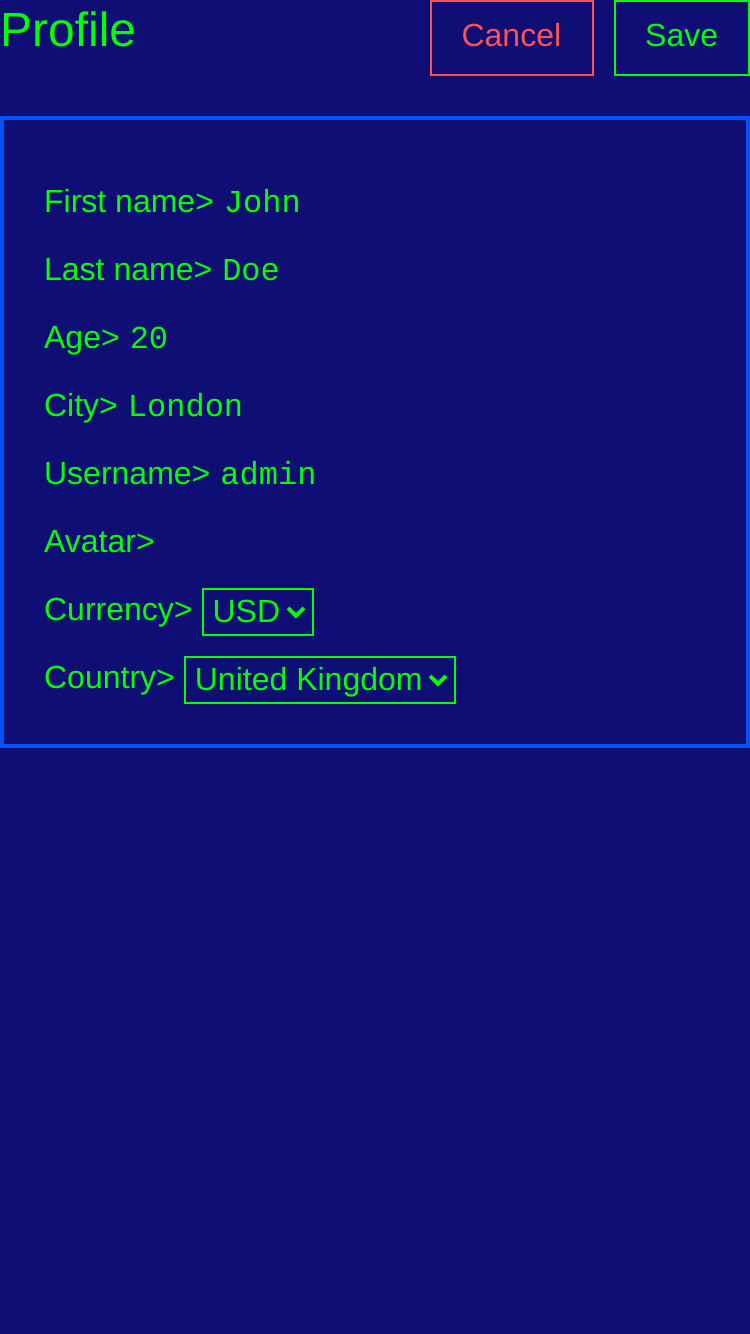 Profile
Cancel
Save
First name> John
Last name> Doe
Age> 20
City> London
Username> admin
Avatar>
Currency> USD
Country> United Kingdom